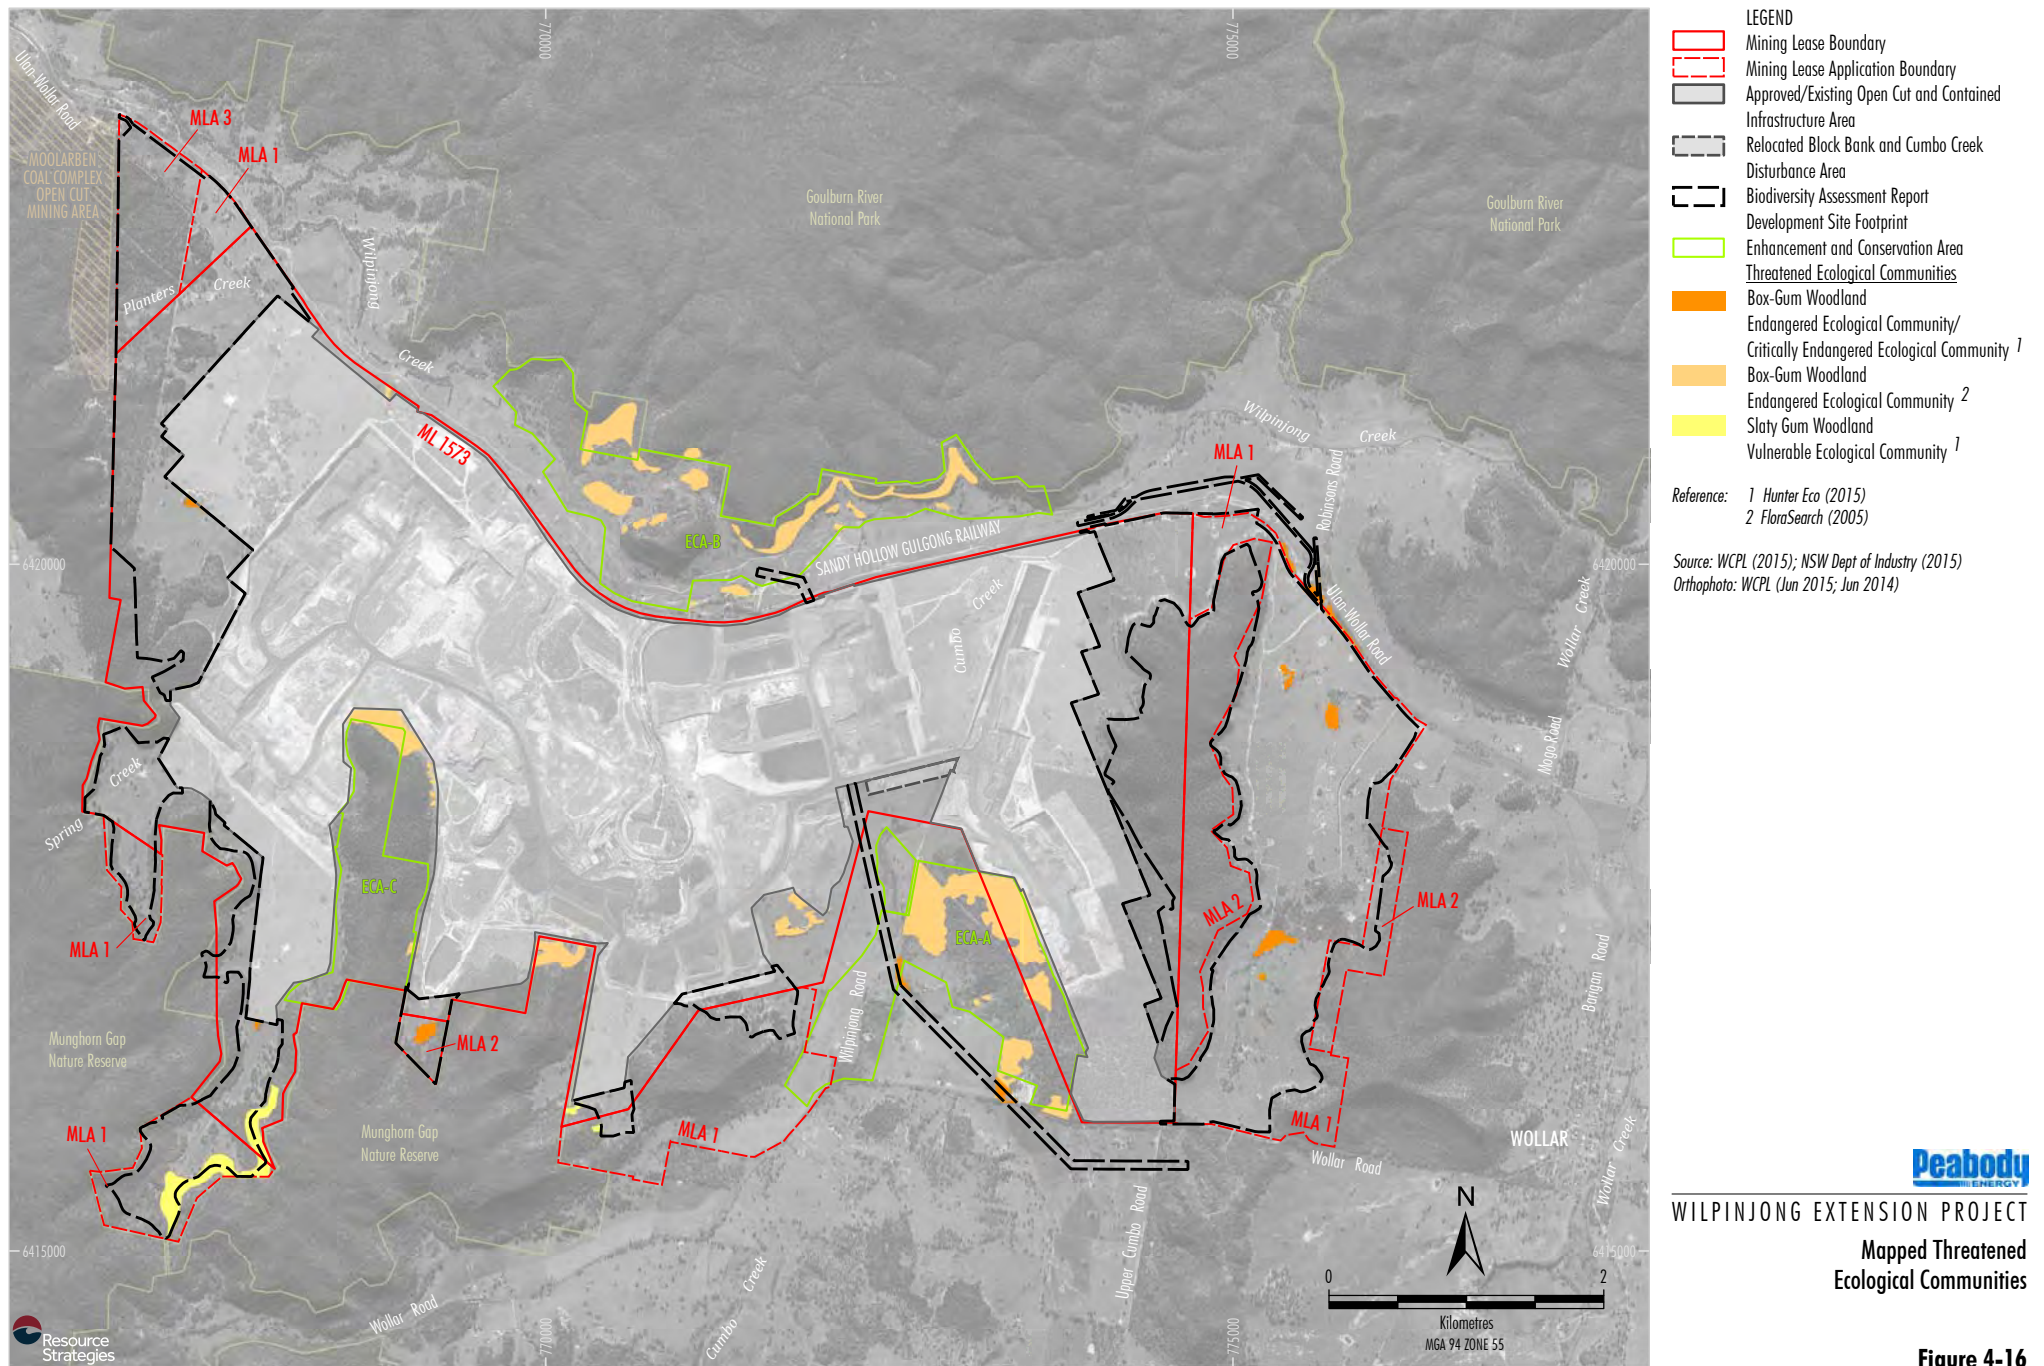 LEGEND
Mining Lease Boundary
Mining Lease Application Boundary
Approved/Existing Open Cut and Contained
Infrastructure Area
Relocated Block Bank and Cumbo Creek
Disturbance Area
Biodiversity Assessment Report
Development Site Footprint
Enhancement and Conservation Area
Threatened Ecological Communities
Box-Gum Woodland
Endangered Ecological Community/
Critically Endangered Ecological Community 1
Box-Gum Woodland
Endangered Ecological Community 2
Slaty Gum Woodland
Vulnerable Ecological Community 1
Reference: 1 Hunter Eco (2015)
2 FloraSearch (2005)
Source: WCPL (2015); NSW Dept of Industry (2015)
Orthophoto: WCPL (Jun 2015; Jun 2014)
770000
775000
Ulan-Wollar Road
MLA 3
MLA 1
MOOLARBEN
COAL COMPLEX
OPEN CUT
MINING AREA
Goulburn River
National Park
Goulburn River
National Park
Wilpinjong
Creek
Planters
Creek
ML 1573
Wilpinjong
Creek
MLA 1
Robinsons Road
ECA-B
SANDY HOLLOW GULGONG RAILWAY
6420000
6420000
Creek
Cumbo
Ulan-Wollar Road
Wollar Creek
Mogo Road
Creek
Spring
ECA-C
MLA 2
MLA 2
ECA-A
MLA 1
Barigan Road
Wilpinjong Road
Munghorn Gap
Nature Reserve
MLA 2
MLA 1
Munghorn Gap
Nature Reserve
MLA 1
MLA 1
WOLLAR
Wollar Road
Wollar Creek
Upper Cumbo Road
6415000
6415000
Wollar Road
Cumbo
Creek
770000
775000
N
0
2
Kilometres
MGA 94 ZONE 55
Resource
Strategies
Peabody
ENERGY
WILPINJONG EXTENSION PROJECT
Mapped Threatened
Ecological Communities
Figure 4-16